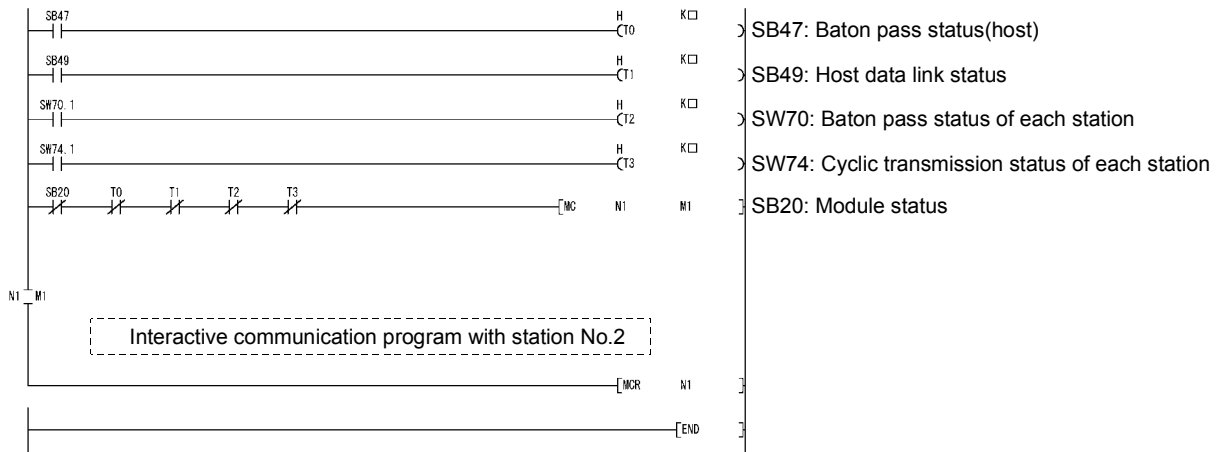 SB47 H K□
T0 SB47: Baton pass status(host)
SB49 H K□
T1 SB49: Host data link status
SW70.1 H K□
T2 SW70: Baton pass status of each station
SW74.1 H K□
T3 SW74: Cyclic transmission status of each station
SB20 T0 T1 T2 T3
[MC N1 M1 ] SB20: Module status
N1 M1
Interactive communication program with station No.2
[MCR N1 ]
[END ]